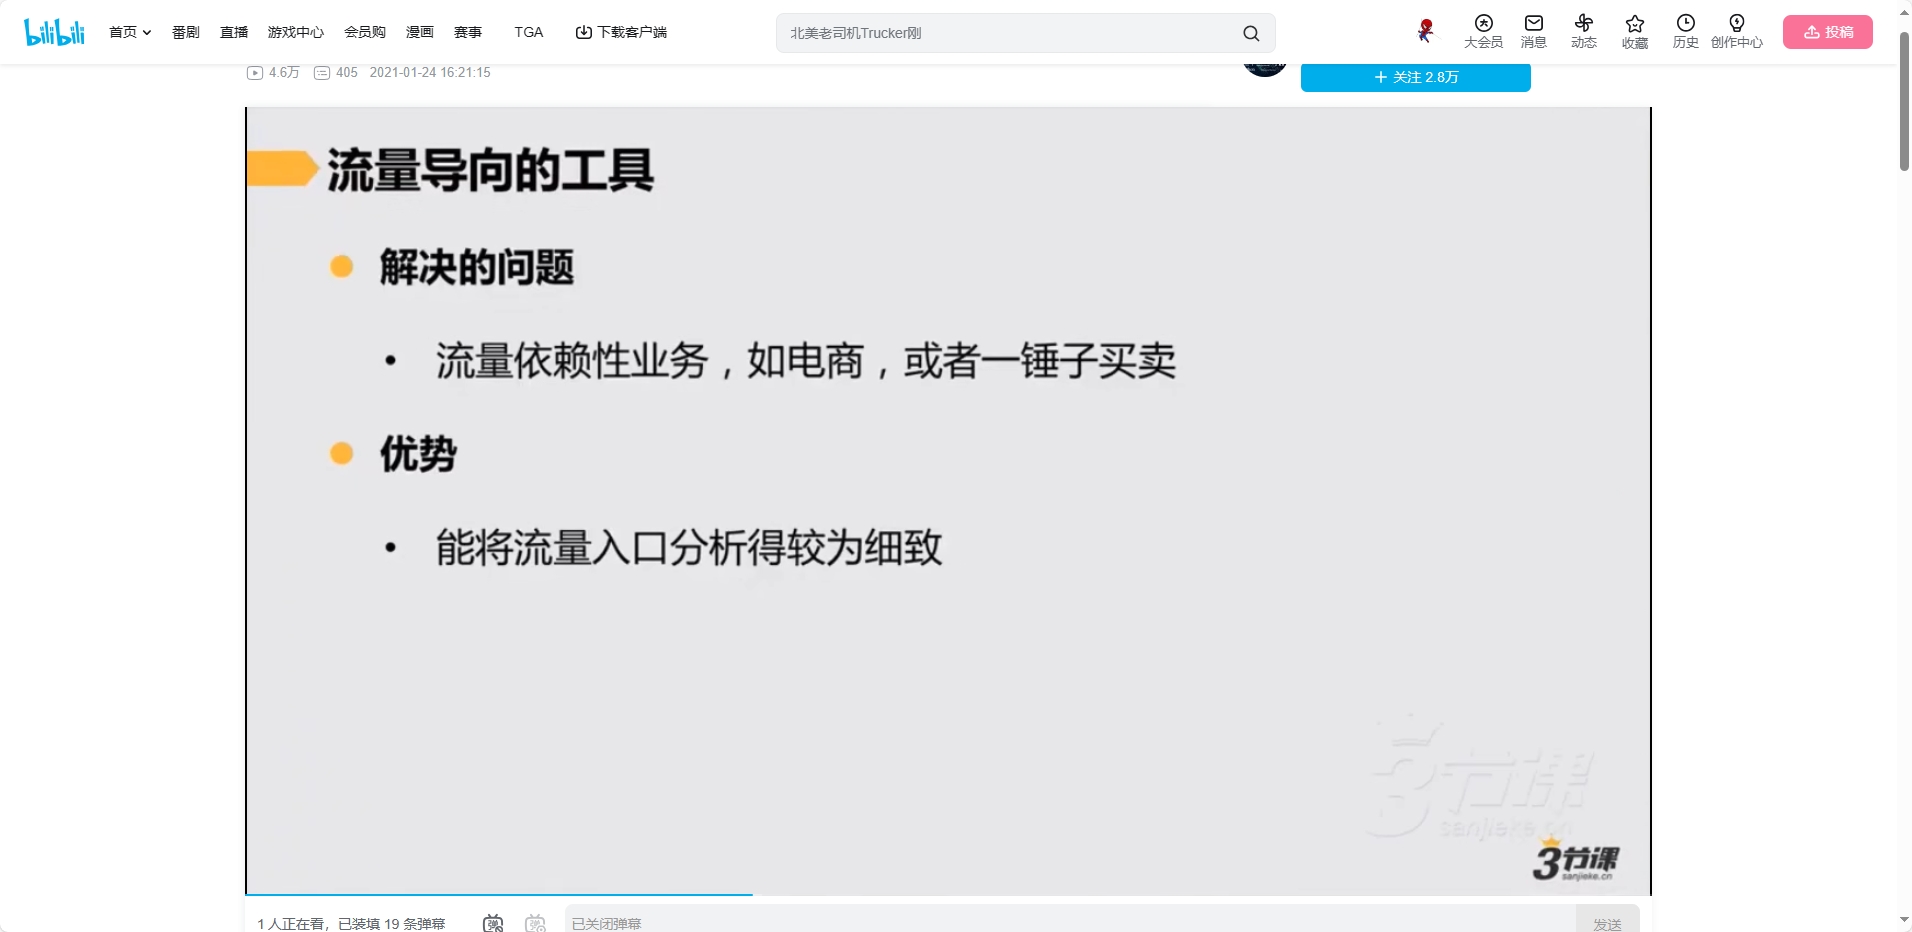 bilibili 首页 番剧 直播 游戏中心 会员购 漫画 赛事 TGA 下载客户端 北美老司机Trucker刚 大会员 消息 动态 收藏 历史 创作中心 投稿
4.6万 405 2021-01-24 16:21:15 + 关注 2.8万
流量导向的工具
解决的问题
• 流量依赖性业务，如电商，或者一锤子买卖
优势
• 能将流量入口分析得较为细致
3节课
sanjieke.cn
3节课
sanjieke.cn
1 人正在看，已装填 19 条弹幕 弹 弹 已关闭弹幕 发送